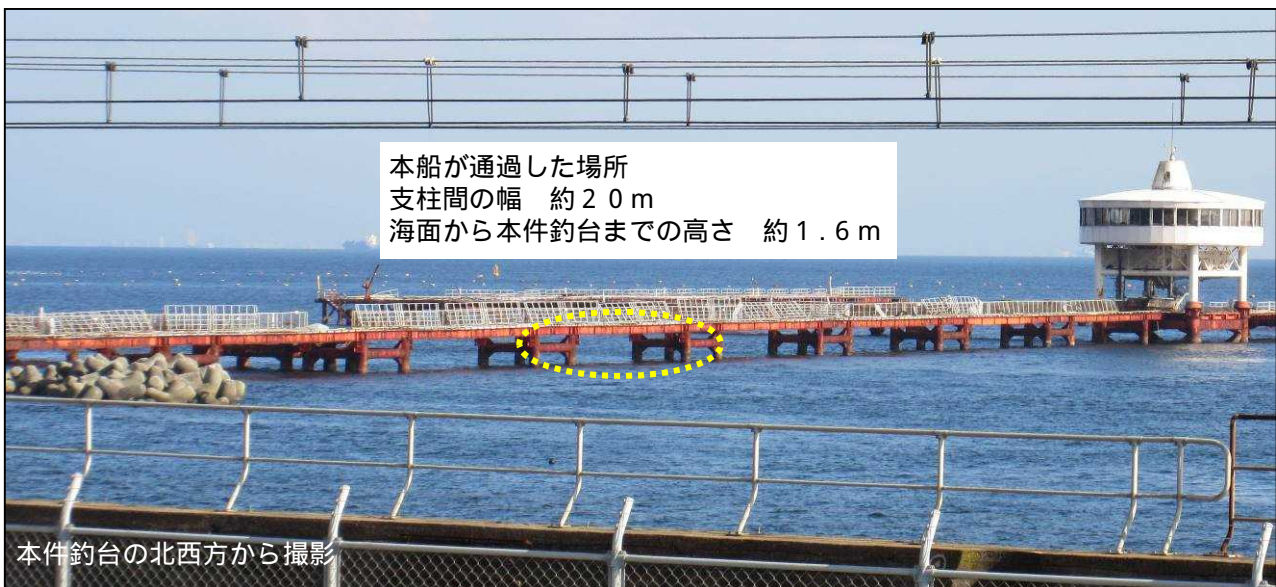 本船が通過した場所
支柱間の幅　約２０ｍ
海面から本件釣台までの高さ　約１．６ｍ
本件釣台の北西方から撮影